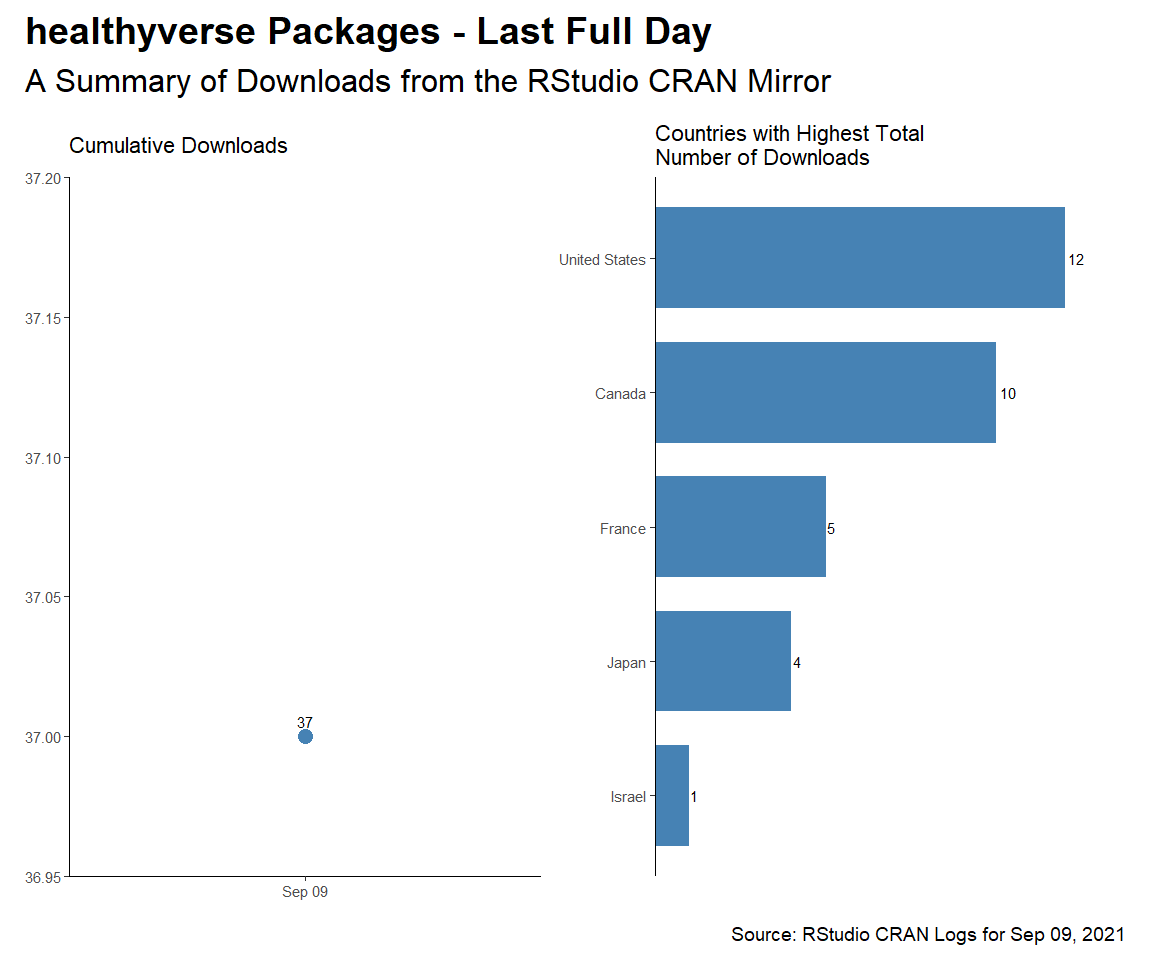 healthyverse Packages - Last Full Day
A Summary of Downloads from the RStudio CRAN Mirror
Cumulative Downloads
37.20
37.15
37.10
37.05
37.00
36.95
37
Sep 09
Countries with Highest Total
Number of Downloads
United States 12
Canada 10
France 5
Japan 4
Israel 1
Source: RStudio CRAN Logs for Sep 09, 2021